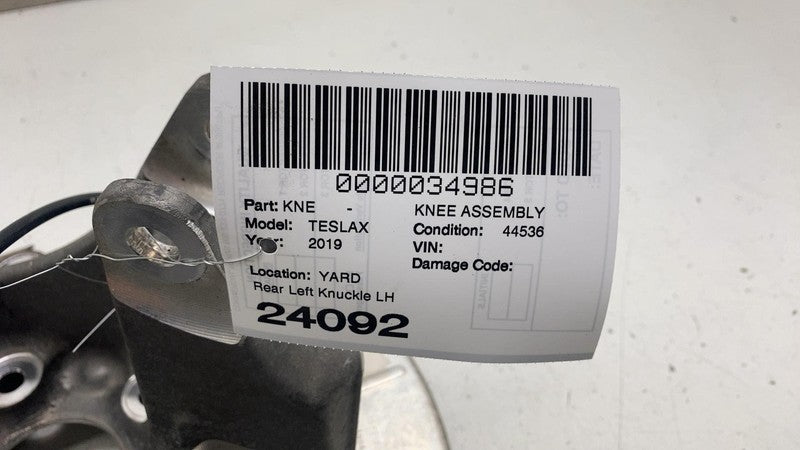 0000034986
Part: KNE - KNEE ASSEMBLY
Model: TESLAX Condition: 44536
Year: 2019 VIN:
Damage Code:
Location: YARD
Rear Left Knuckle LH
24092